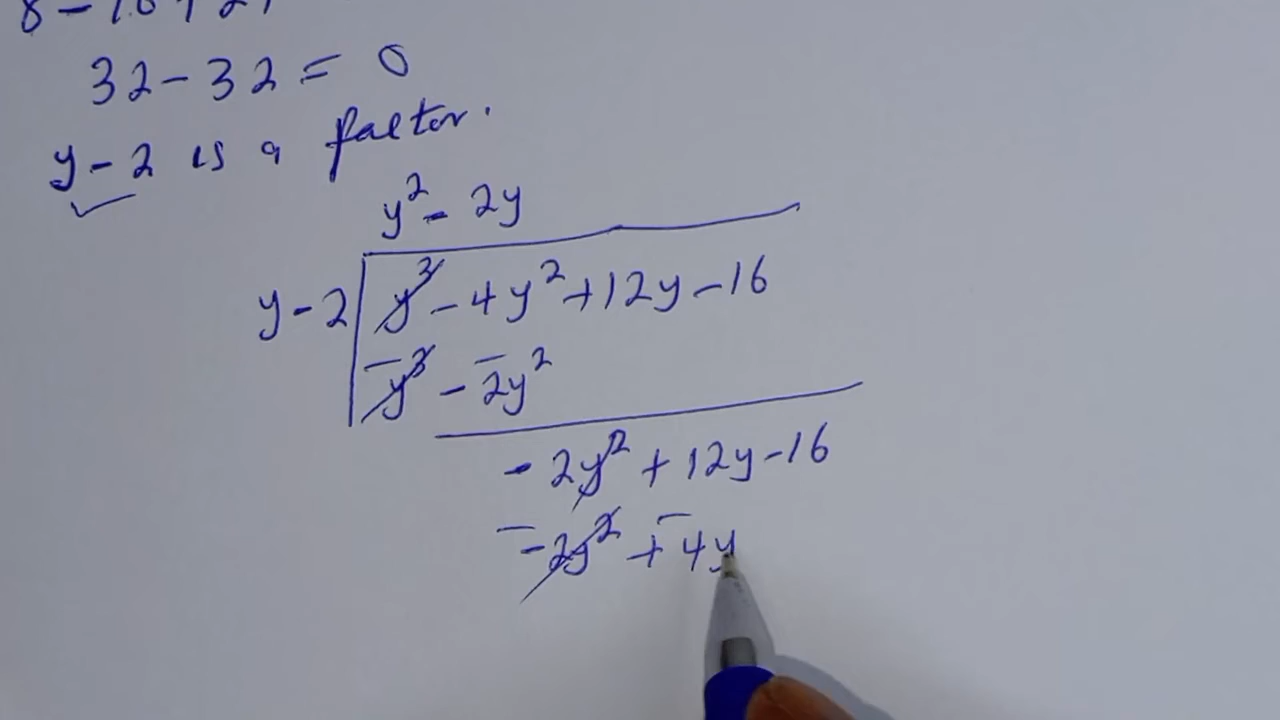 32 - 32 = 0
y - 2 is a factor.
y² - 2y
y - 2 | y³ - 4y² + 12y - 16
y³ - 2y²
- 2y² + 12y - 16
- 2y² + 4y